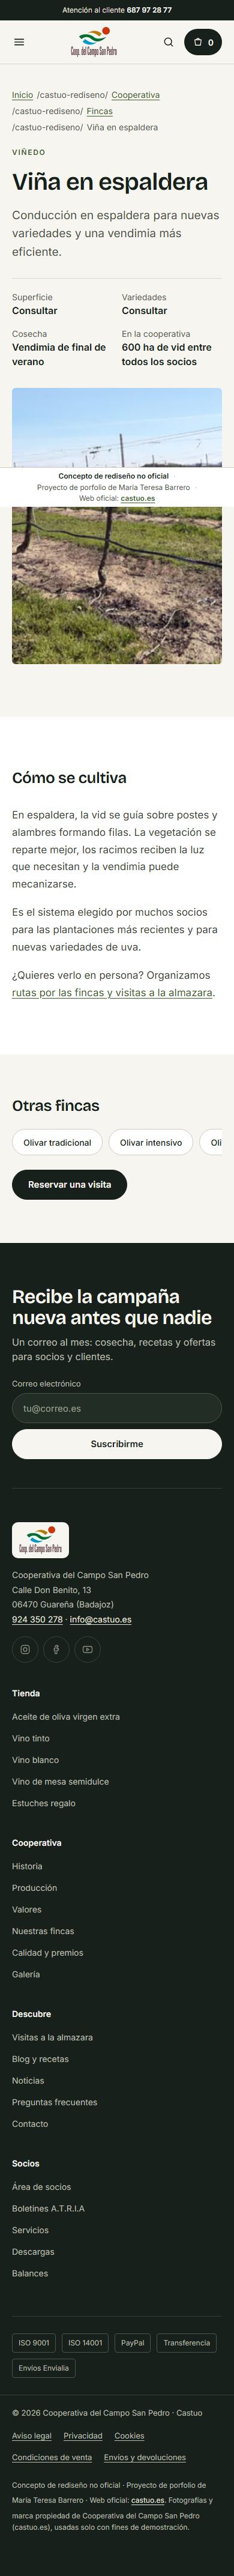 Atención al cliente 687 97 28 77
Coop. del Campo San Pedro
0
Inicio /castuo-rediseno/ Cooperativa
/castuo-rediseno/ Fincas
/castuo-rediseno/ Viña en espaldera
VIÑEDO
Viña en espaldera
Conducción en espaldera para nuevas
variedades y una vendimia más
eficiente.
Superficie
Consultar
Variedades
Consultar
Cosecha
Vendimia de final de
verano
En la cooperativa
600 ha de vid entre
todos los socios
Concepto de rediseño no oficial ·
Proyecto de porfolio de María Teresa Barrero ·
Web oficial: castuo.es
Cómo se cultiva
En espaldera, la vid se guía sobre postes y
alambres formando filas. La vegetación se
reparte mejor, los racimos reciben la luz
que necesitan y la vendimia puede
mecanizarse.
Es el sistema elegido por muchos socios
para las plantaciones más recientes y para
nuevas variedades de uva.
¿Quieres verlo en persona? Organizamos
rutas por las fincas y visitas a la almazara.
Otras fincas
Olivar tradicional
Olivar intensivo
Oli
Reservar una visita
Recibe la campaña
nueva antes que nadie
Un correo al mes: cosecha, recetas y ofertas
para socios y clientes.
Correo electrónico
tu@correo.es
Suscribirme
Coop. del Campo San Pedro
Cooperativa del Campo San Pedro
Calle Don Benito, 13
06470 Guareña (Badajoz)
924 350 278 · info@castuo.es
Tienda
Aceite de oliva virgen extra
Vino tinto
Vino blanco
Vino de mesa semidulce
Estuches regalo
Cooperativa
Historia
Producción
Valores
Nuestras fincas
Calidad y premios
Galería
Descubre
Visitas a la almazara
Blog y recetas
Noticias
Preguntas frecuentes
Contacto
Socios
Área de socios
Boletines A.T.R.I.A
Servicios
Descargas
Balances
ISO 9001
ISO 14001
PayPal
Transferencia
Envíos Envialia
© 2026 Cooperativa del Campo San Pedro · Castuo
Aviso legal
Privacidad
Cookies
Condiciones de venta
Envíos y devoluciones
Concepto de rediseño no oficial · Proyecto de porfolio de
María Teresa Barrero · Web oficial: castuo.es. Fotografías y
marca propiedad de Cooperativa del Campo San Pedro
(castuo.es), usadas solo con fines de demostración.